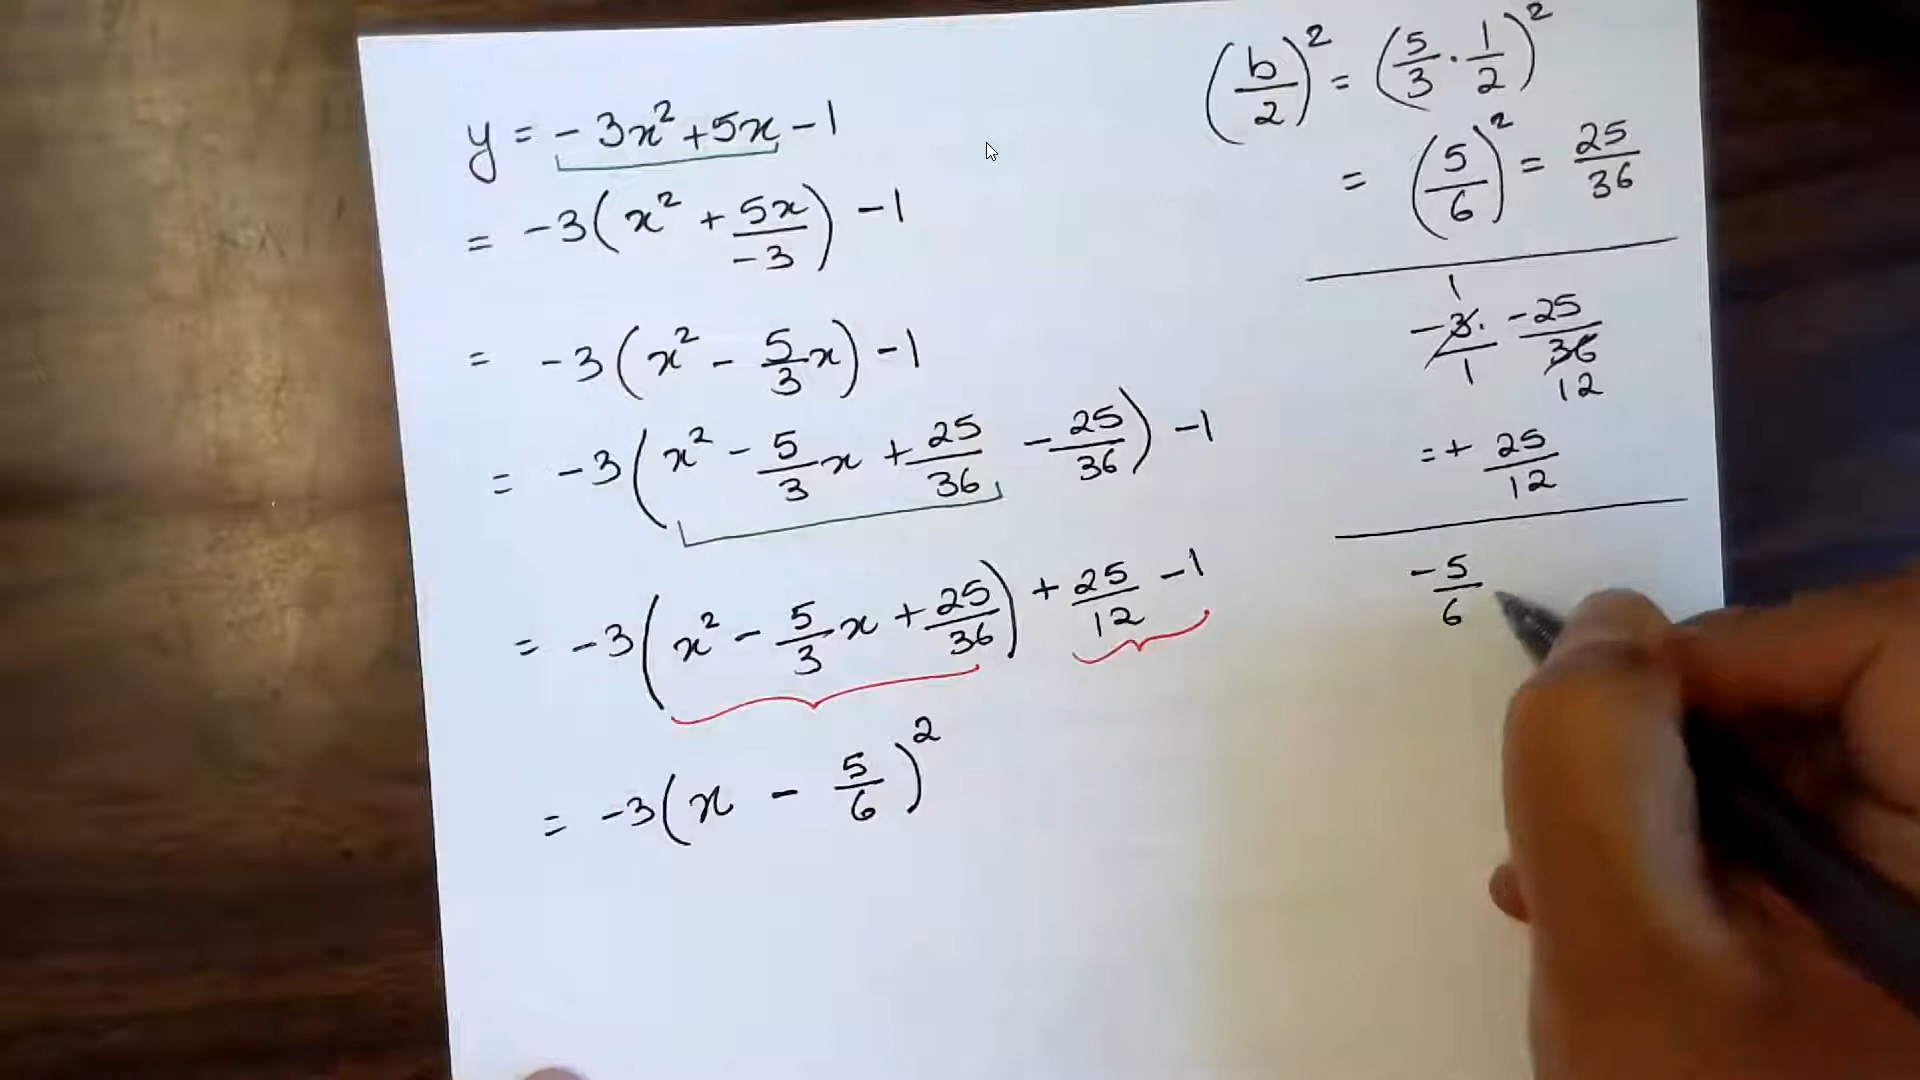 y = -3x² + 5x - 1
= -3(x² + 5x/-3) - 1
= -3(x² - 5/3 x) - 1
= -3(x² - 5/3 x + 25/36 - 25/36) - 1
= -3(x² - 5/3 x + 25/36) + 25/12 - 1
= -3(x - 5/6)²
(b/2)² = (5/3 · 1/2)²
= (5/6)² = 25/36
1
-3/1 · -25/36
12
= + 25/12
-5/6